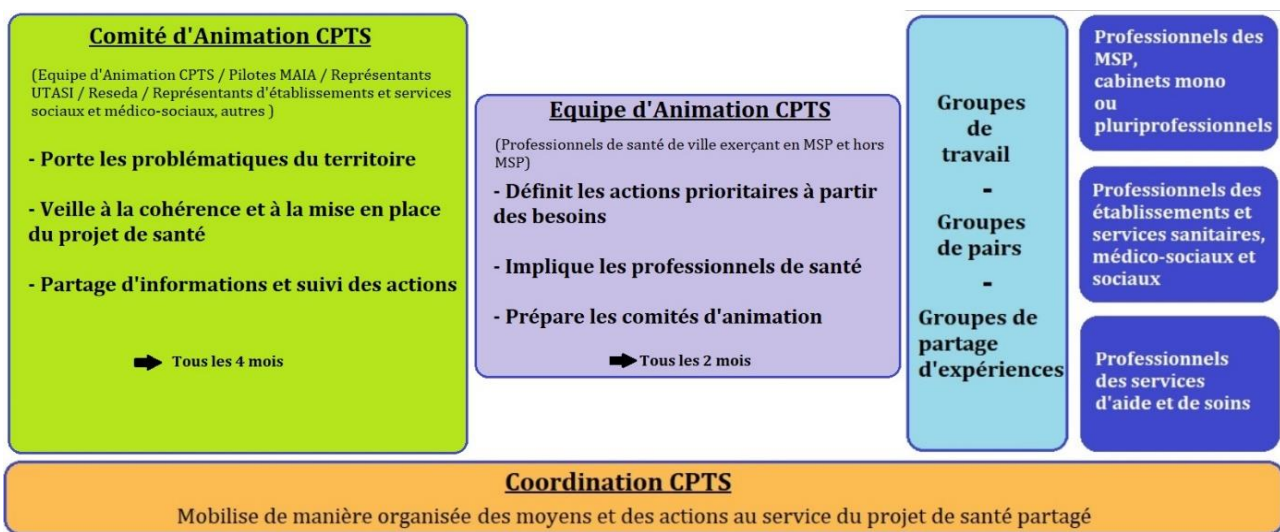 Comité d'Animation CPTS
(Equipe d'Animation CPTS / Pilotes MAIA / Représentants
UTASI / Reseda / Représentants d'établissements et services
sociaux et médico-sociaux, autres )
- Porte les problématiques du territoire
- Veille à la cohérence et à la mise en place
du projet de santé
- Partage d'informations et suivi des actions
Tous les 4 mois
Equipe d'Animation CPTS
(Professionnels de santé de ville exerçant en MSP et hors
MSP)
- Définit les actions prioritaires à partir
des besoins
- Implique les professionnels de santé
- Prépare les comités d'animation
Tous les 2 mois
Groupes
de
travail
-
Groupes
de pairs
-
Groupes de
partage
d'expériences
Professionnels des
MSP,
cabinets mono
ou
pluriprofessionnels
Professionnels des
établissements et
services sanitaires,
médico-sociaux et
sociaux
Professionnels
des services
d'aide et de soins
Coordination CPTS
Mobilise de manière organisée des moyens et des actions au service du projet de santé partagé